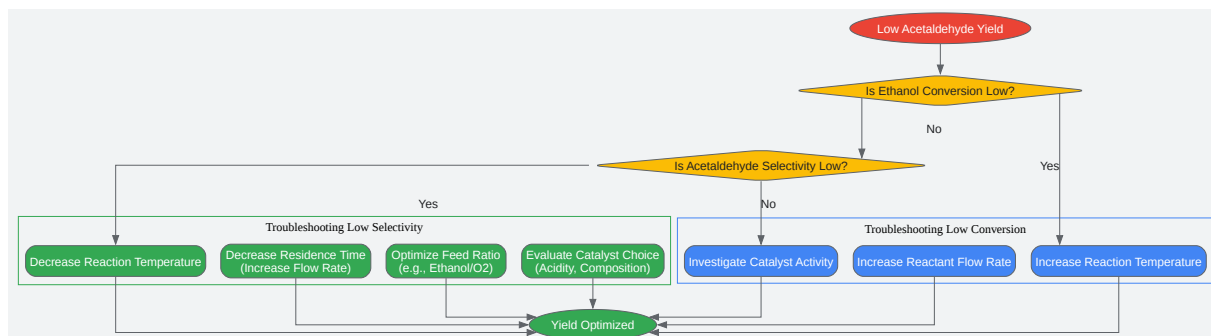 Low Acetaldehyde Yield
Is Ethanol Conversion Low?
No
Is Acetaldehyde Selectivity Low?
Yes
Yes
No
Troubleshooting Low Selectivity
Troubleshooting Low Conversion
Decrease Reaction Temperature
Decrease Residence Time
(Increase Flow Rate)
Optimize Feed Ratio
(e.g., Ethanol/O2)
Evaluate Catalyst Choice
(Acidity, Composition)
Investigate Catalyst Activity
Increase Reactant Flow Rate
Increase Reaction Temperature
Yield Optimized